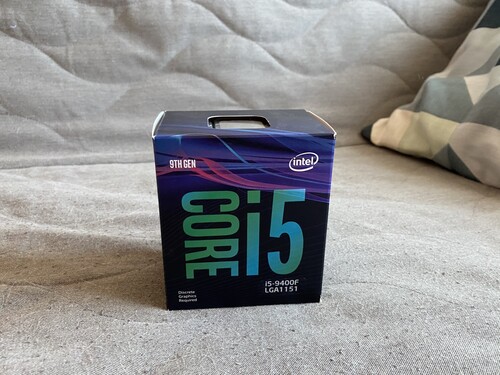 9TH GEN
intel
CORE
i5
i5-9400F
LGA1151
Discrete
Graphics
Required